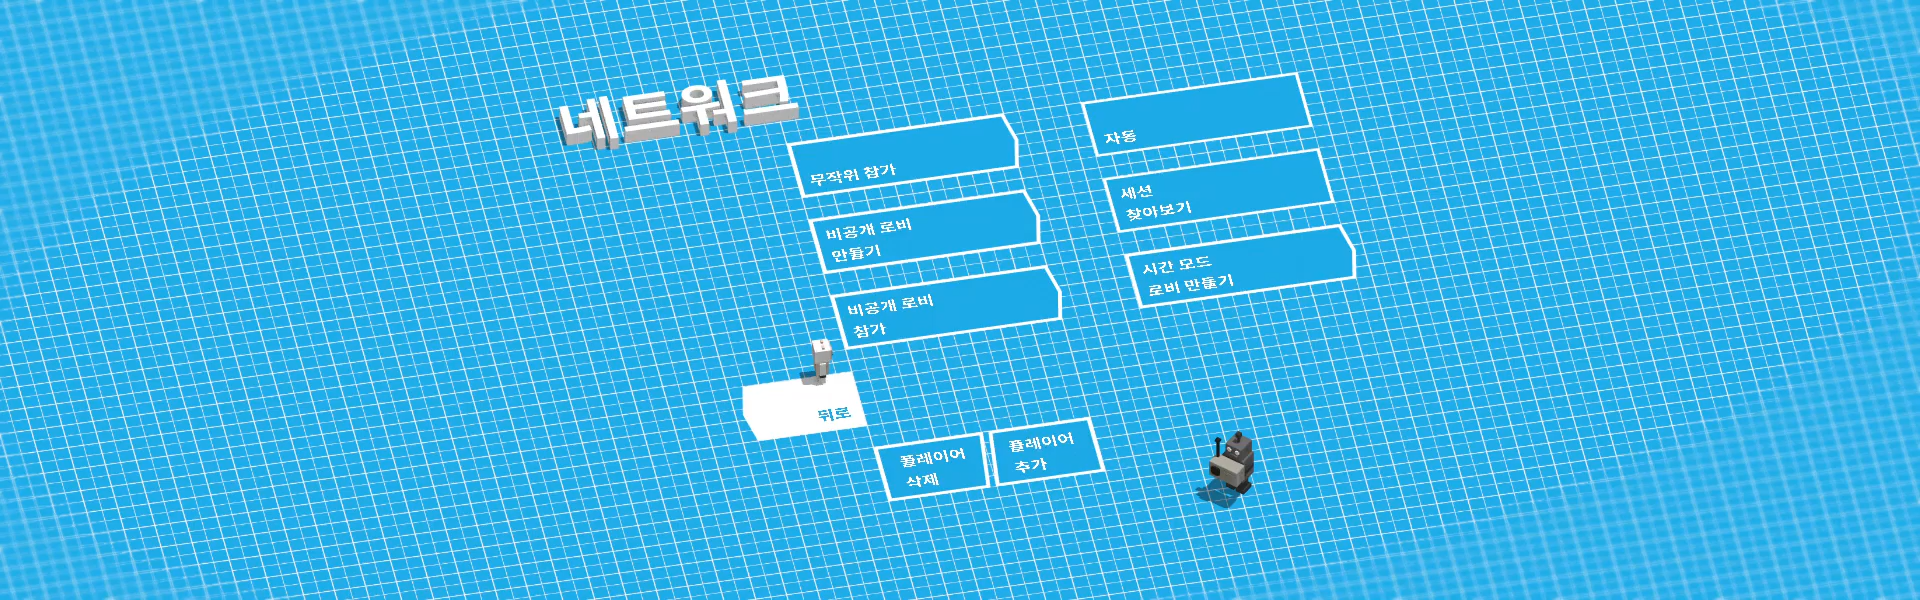 네트워크
무작위 참가
비공개 로비
만들기
비공개 로비
참가
뒤로
플레이어
삭제
플레이어
추가
자동
세션
찾아보기
시간 모드
로비 만들기